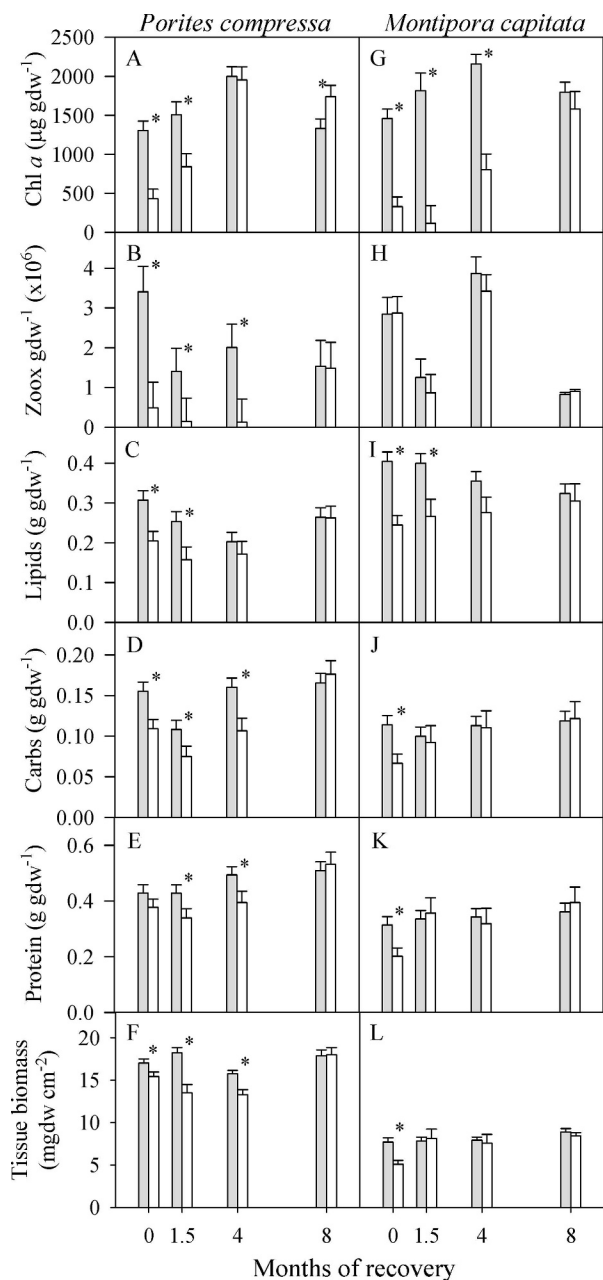 Porites compressa Montipora capitata
Chl a (µg gdw⁻¹)
2500
2000
1500
1000
500
0
A
*
*
*
G
*
*
*
Zoox gdw⁻¹ (x10⁶)
4
3
2
1
0
B
*
*
*
H
Lipids (g gdw⁻¹)
0.4
0.3
0.2
0.1
0.0
C
*
*
I
*
*
Carbs (g gdw⁻¹)
0.20
0.15
0.10
0.05
0.00
D
*
*
*
J
*
Protein (g gdw⁻¹)
0.6
0.4
0.2
0.0
E
*
*
K
*
Tissue biomass
(mgdw cm⁻²)
20
15
10
5
0
F
*
*
*
L
*
0 1.5 4 8 0 1.5 4 8
Months of recovery